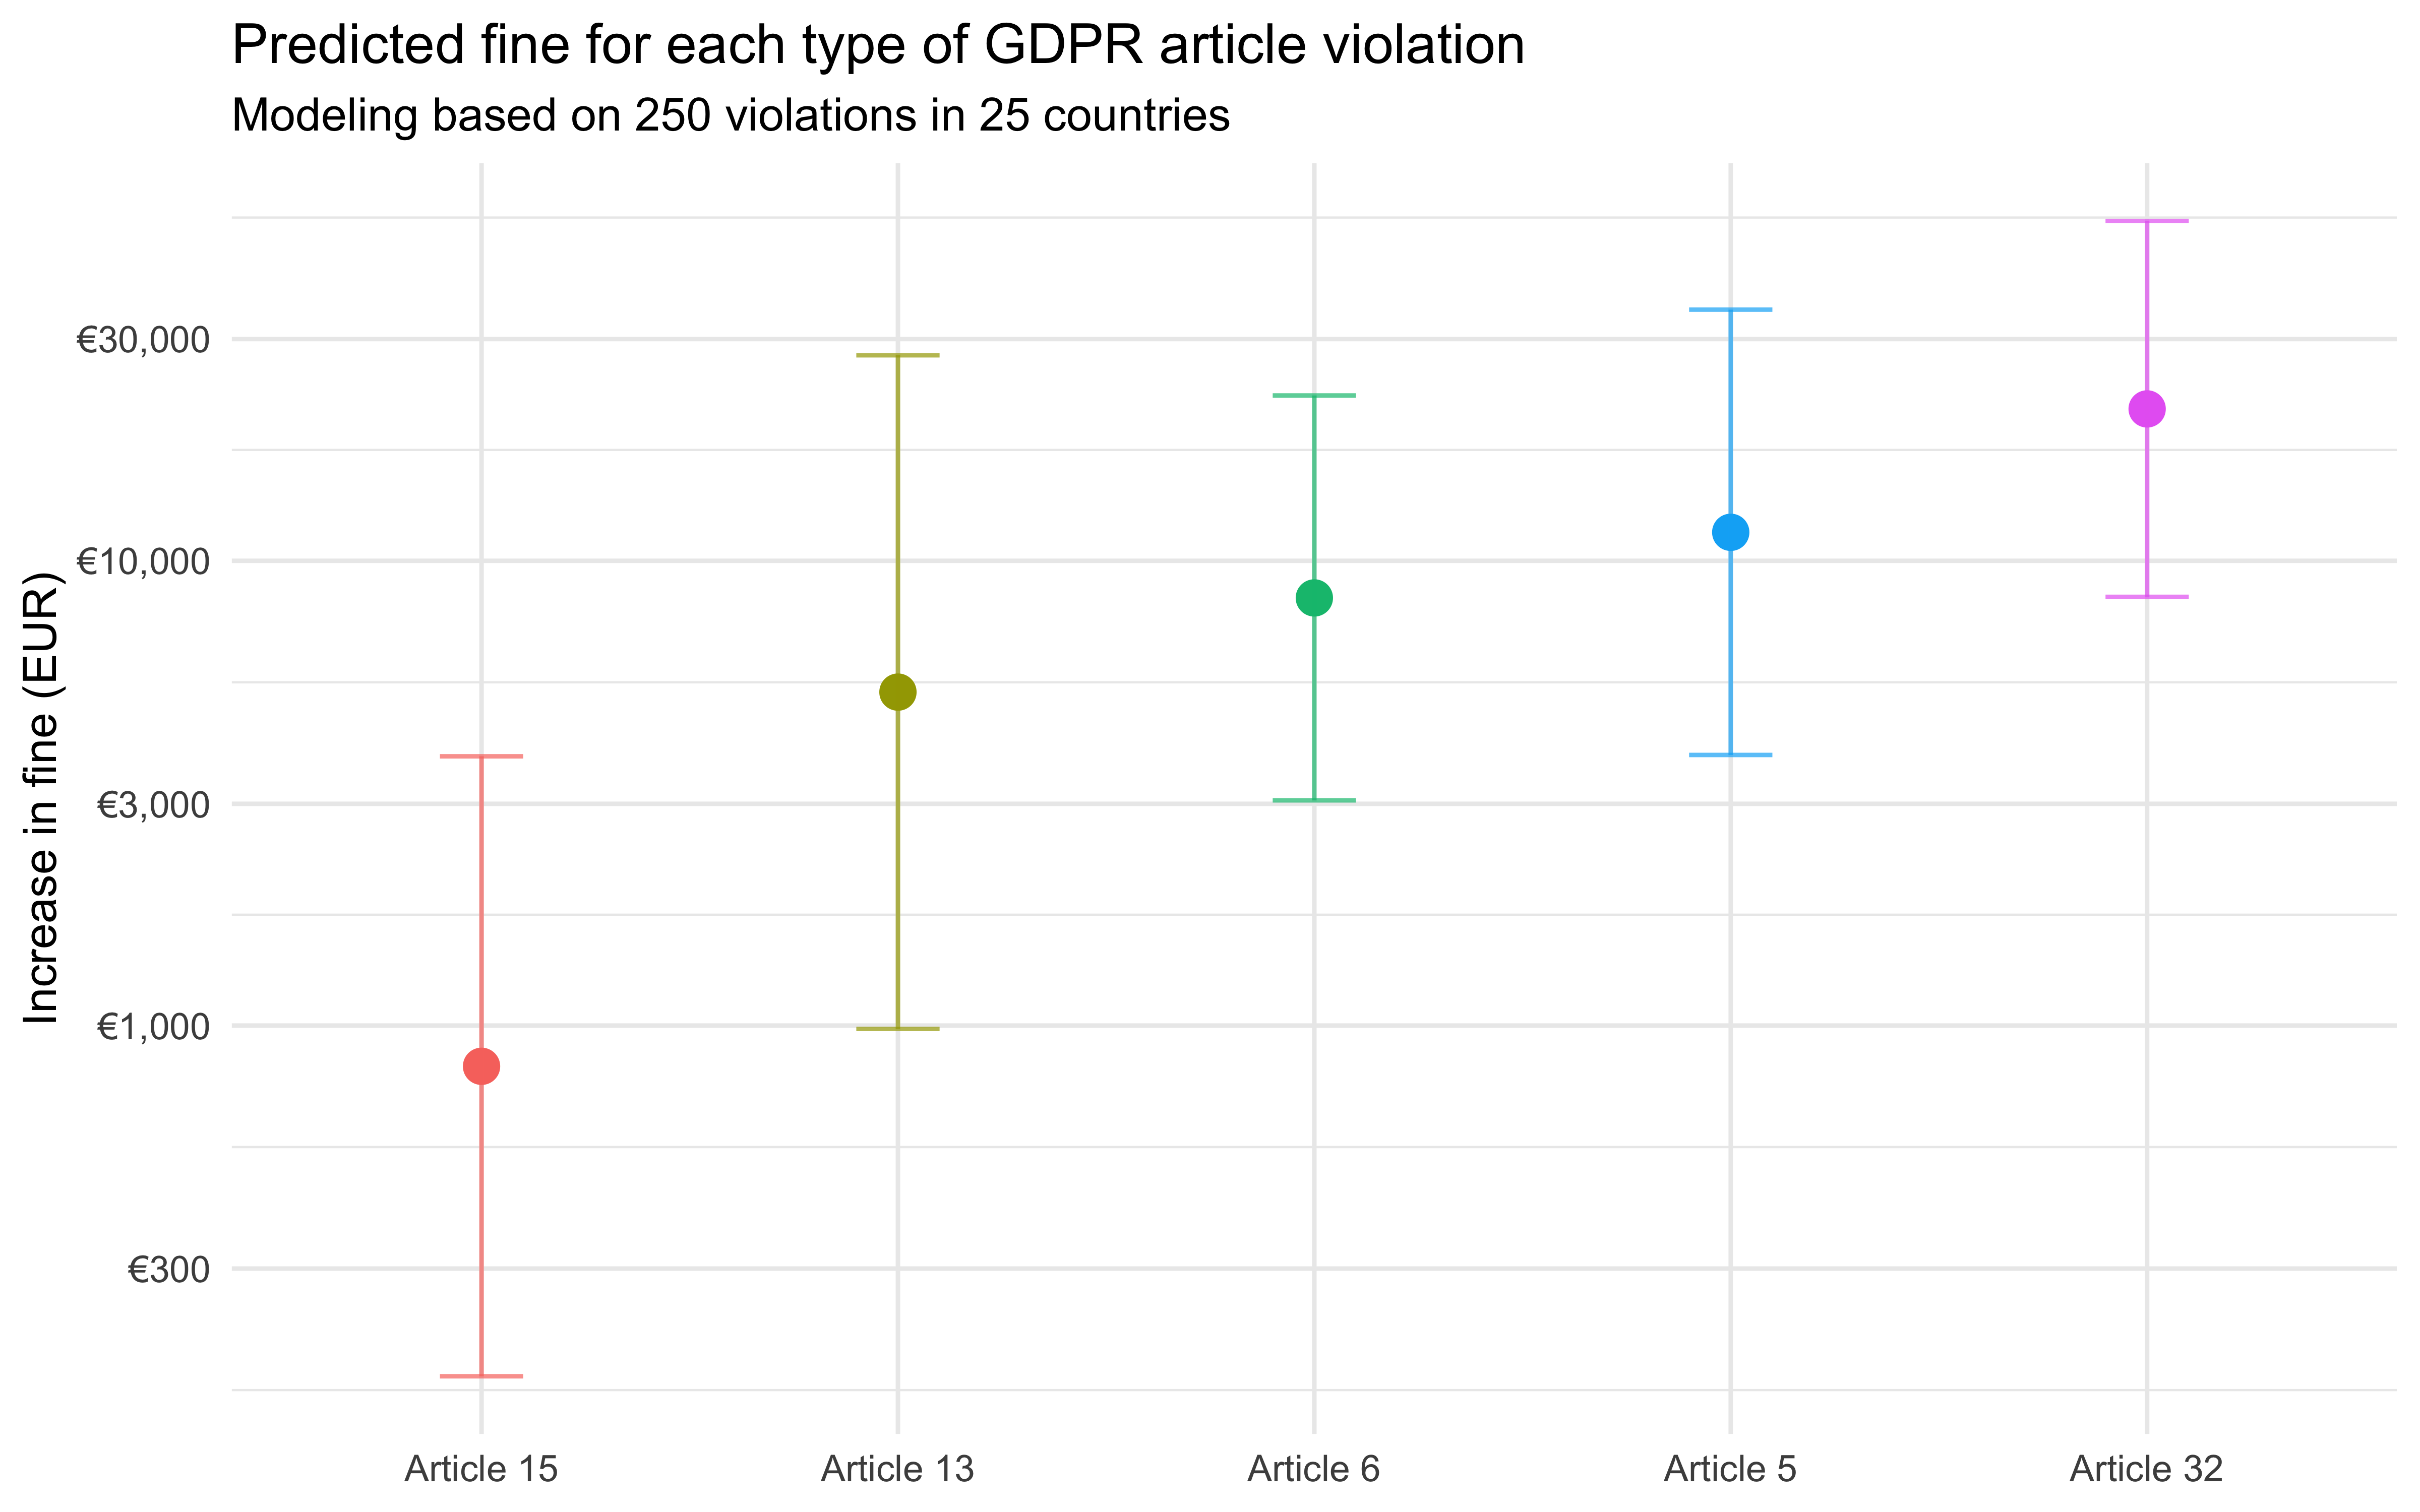 Predicted fine for each type of GDPR article violation
Modeling based on 250 violations in 25 countries
Increase in fine (EUR)
€30,000
€10,000
€3,000
€1,000
€300
Article 15
Article 13
Article 6
Article 5
Article 32